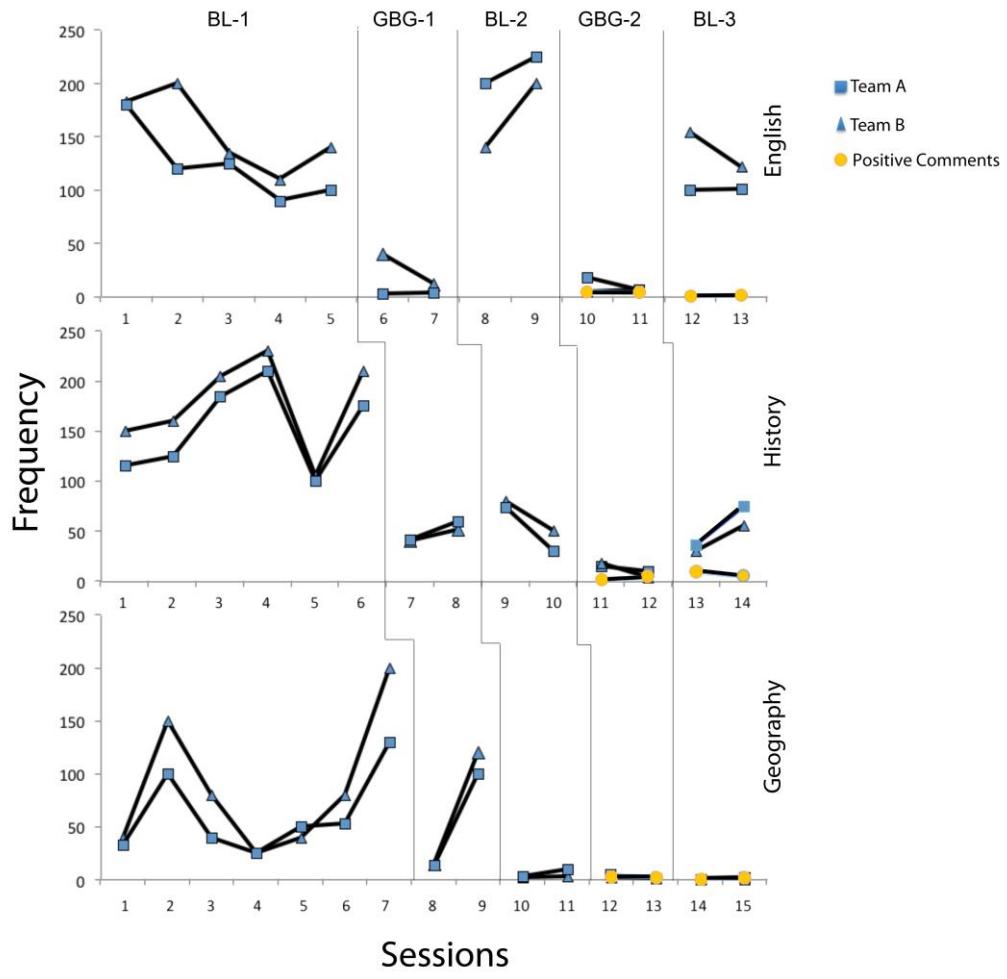 BL-1 GBG-1 BL-2 GBG-2 BL-3
250
200
150
100
50
0
1 2 3 4 5 6 7 8 9 10 11 12 13
English
Team A
Team B
Positive Comments
250
200
150
100
50
0
1 2 3 4 5 6 7 8 9 10 11 12 13 14
History
Frequency
250
200
150
100
50
0
1 2 3 4 5 6 7 8 9 10 11 12 13 14 15
Geography
Sessions